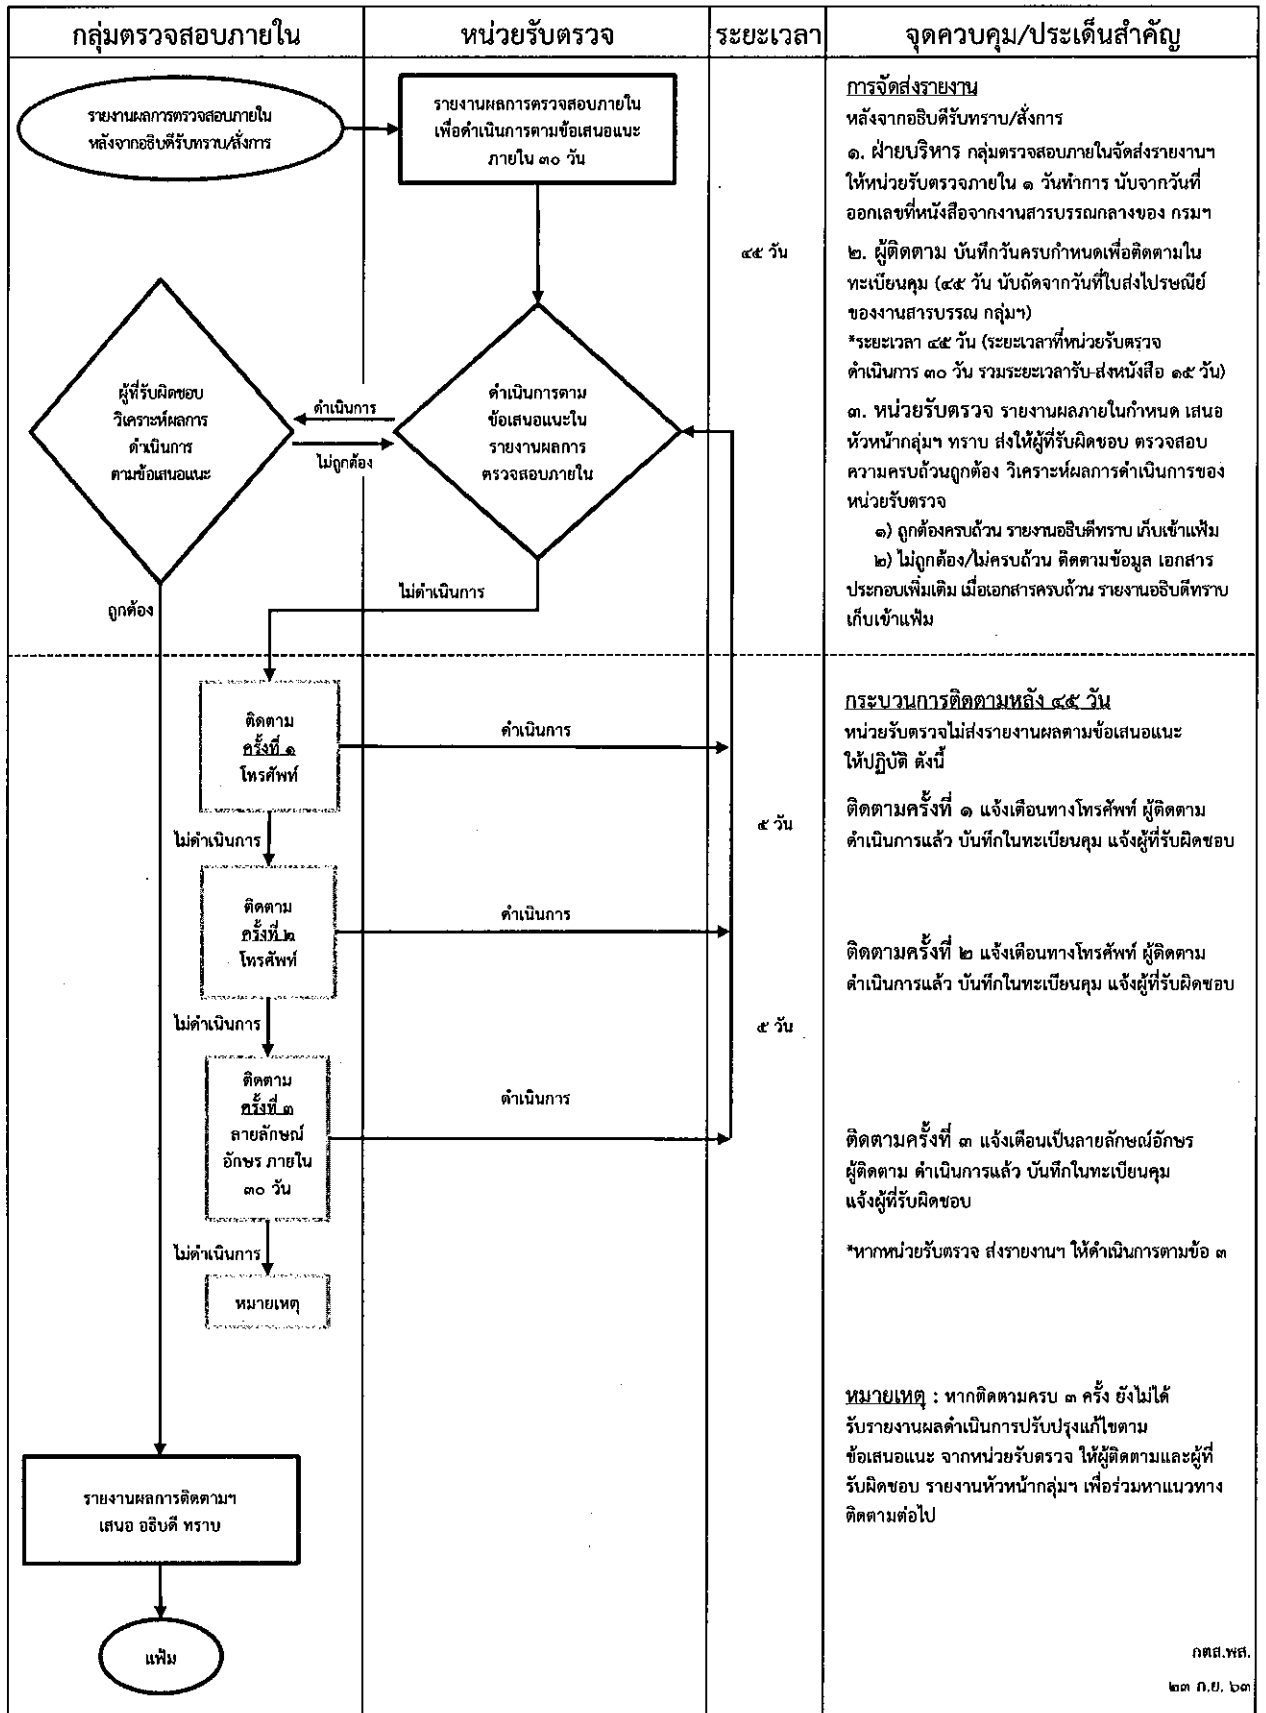 กลุ่มตรวจสอบภายใน
หน่วยรับตรวจ
ระยะเวลา
จุดควบคุม/ประเด็นสำคัญ
รายงานผลการตรวจสอบภายใน
หลังจากอธิบดีรับทราบ/สั่งการ
รายงานผลการตรวจสอบภายใน
เพื่อดำเนินการตามข้อเสนอแนะ
ภายใน ๓๐ วัน
๔๕ วัน
ผู้ที่รับผิดชอบ
วิเคราะห์ผลการ
ดำเนินการ
ตามข้อเสนอแนะ
ดำเนินการ
ไม่ถูกต้อง
ดำเนินการตาม
ข้อเสนอแนะใน
รายงานผลการ
ตรวจสอบภายใน
ถูกต้อง
ไม่ดำเนินการ
การจัดส่งรายงาน
หลังจากอธิบดีรับทราบ/สั่งการ
๑. ฝ่ายบริหาร กลุ่มตรวจสอบภายในจัดส่งรายงานฯ
ให้หน่วยรับตรวจภายใน ๑ วันทำการ นับจากวันที่
ออกเลขที่หนังสือจากงานสารบรรณกลางของ กรมฯ
๒. ผู้ติดตาม บันทึกวันครบกำหนดเพื่อติดตามใน
ทะเบียนคุม (๔๕ วัน นับถัดจากวันที่ใบส่งไปรษณีย์
ของงานสารบรรณ กลุ่มฯ)
*ระยะเวลา ๔๕ วัน (ระยะเวลาที่หน่วยรับตรวจ
ดำเนินการ ๓๐ วัน รวมระยะเวลารับ-ส่งหนังสือ ๑๕ วัน)
๓. หน่วยรับตรวจ รายงานผลภายในกำหนด เสนอ
หัวหน้ากลุ่มฯ ทราบ ส่งให้ผู้ที่รับผิดชอบ ตรวจสอบ
ความครบถ้วนถูกต้อง วิเคราะห์ผลการดำเนินการของ
หน่วยรับตรวจ
๑) ถูกต้องครบถ้วน รายงานอธิบดีทราบ เก็บเข้าแฟ้ม
๒) ไม่ถูกต้อง/ไม่ครบถ้วน ติดตามข้อมูล เอกสาร
ประกอบเพิ่มเติม เมื่อเอกสารครบถ้วน รายงานอธิบดีทราบ
เก็บเข้าแฟ้ม
ติดตาม
ครั้งที่ ๑
โทรศัพท์
ดำเนินการ
ไม่ดำเนินการ
๕ วัน
ติดตาม
ครั้งที่ ๒
โทรศัพท์
ดำเนินการ
ไม่ดำเนินการ
๕ วัน
ติดตาม
ครั้งที่ ๓
ลายลักษณ์
อักษร ภายใน
๓๐ วัน
ดำเนินการ
ไม่ดำเนินการ
หมายเหตุ
กระบวนการติดตามหลัง ๔๕ วัน
หน่วยรับตรวจไม่ส่งรายงานผลตามข้อเสนอแนะ
ให้ปฏิบัติ ดังนี้
ติดตามครั้งที่ ๑ แจ้งเตือนทางโทรศัพท์ ผู้ติดตาม
ดำเนินการแล้ว บันทึกในทะเบียนคุม แจ้งผู้ที่รับผิดชอบ
ติดตามครั้งที่ ๒ แจ้งเตือนทางโทรศัพท์ ผู้ติดตาม
ดำเนินการแล้ว บันทึกในทะเบียนคุม แจ้งผู้ที่รับผิดชอบ
ติดตามครั้งที่ ๓ แจ้งเตือนเป็นลายลักษณ์อักษร
ผู้ติดตาม ดำเนินการแล้ว บันทึกในทะเบียนคุม
แจ้งผู้ที่รับผิดชอบ
*หากหน่วยรับตรวจ ส่งรายงานฯ ให้ดำเนินการตามข้อ ๓
หมายเหตุ : หากติดตามครบ ๓ ครั้ง ยังไม่ได้
รับรายงานผลดำเนินการปรับปรุงแก้ไขตาม
ข้อเสนอแนะ จากหน่วยรับตรวจ ให้ผู้ติดตามและผู้ที่
รับผิดชอบ รายงานหัวหน้ากลุ่มฯ เพื่อร่วมหาแนวทาง
ติดตามต่อไป
รายงานผลการติดตามฯ
เสนอ อธิบดี ทราบ
แฟ้ม
กตส.พส.
๒๓ ก.ย. ๖๓